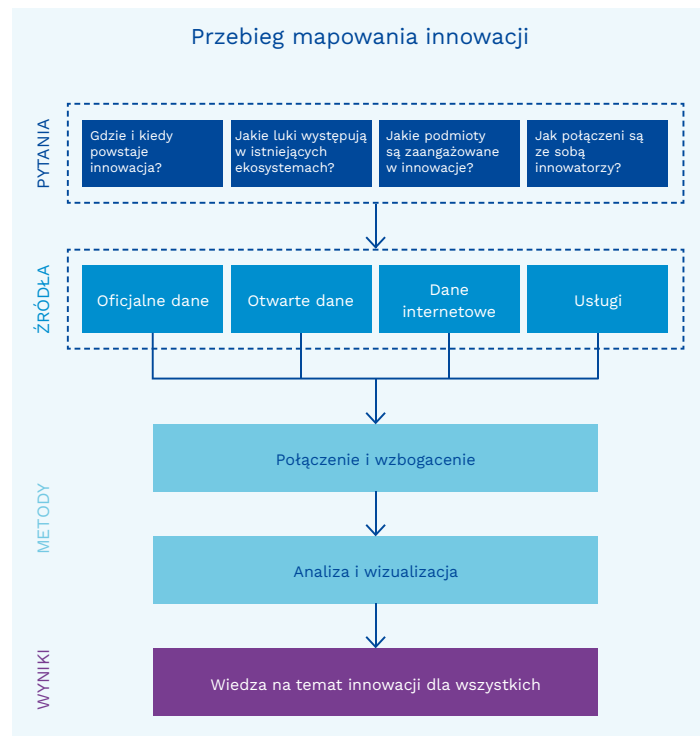 Przebieg mapowania innowacji
PYTANIA
Gdzie i kiedy
powstaje
innowacja?
Jakie luki występują
w istniejących
ekosystemach?
Jakie podmioty
są zaangażowane
w innowacje?
Jak połączeni są
ze sobą
innowatorzy?
ŹRÓDŁA
Oficjalne dane
Otwarte dane
Dane
internetowe
Usługi
METODY
Połączenie i wzbogacenie
Analiza i wizualizacja
WYNIKI
Wiedza na temat innowacji dla wszystkich